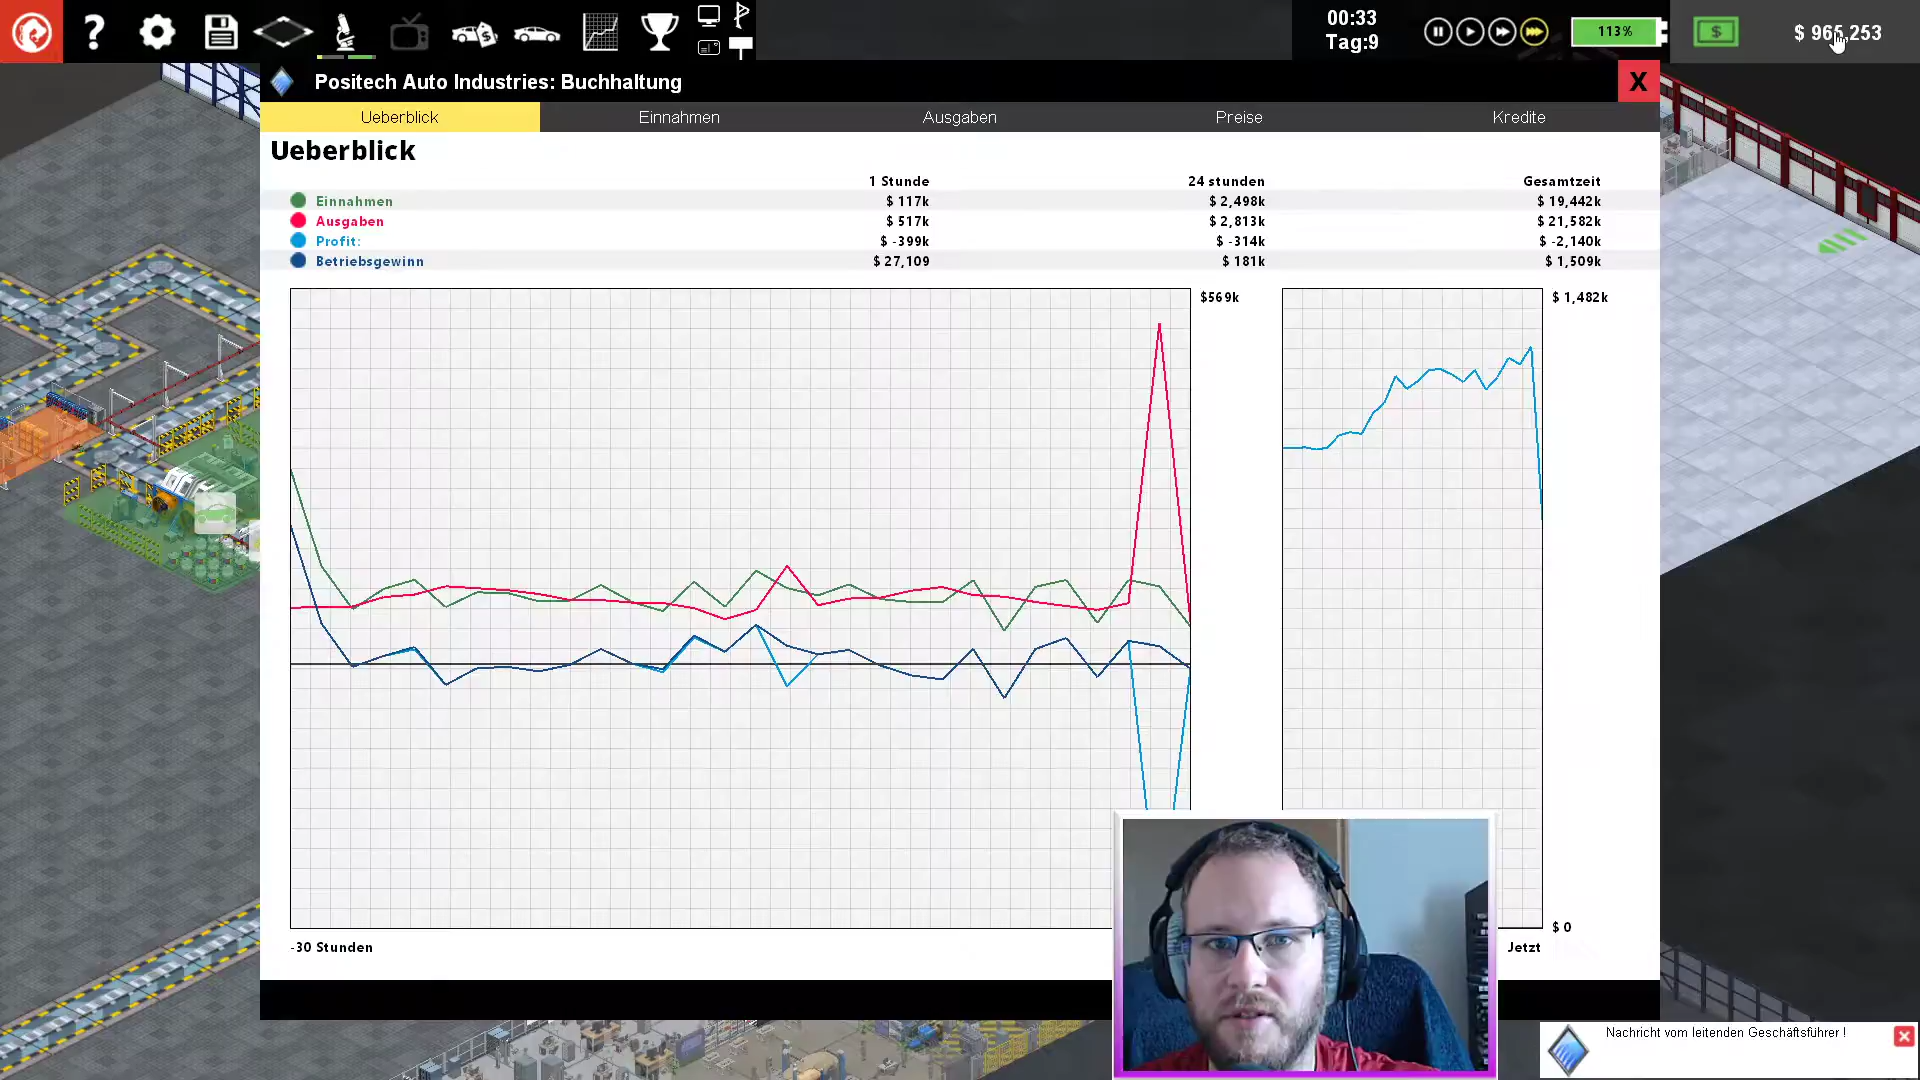 00:33
Tag:9
113%
$ 965,253
Positech Auto Industries: Buchhaltung
X
Ueberblick
Einnahmen
Ausgaben
Preise
Kredite
Ueberblick
1 Stunde
24 stunden
Gesamtzeit
Einnahmen
$ 117k
$ 2,498k
$ 19,442k
Ausgaben
$ 517k
$ 2,813k
$ 21,582k
Profit:
$ -399k
$ -314k
$ -2,140k
Betriebsgewinn
$ 27,109
$ 181k
$ 1,509k
$569k
$ 1,482k
$ 0
-30 Stunden
Jetzt
Nachricht vom leitenden Geschäftsführer !